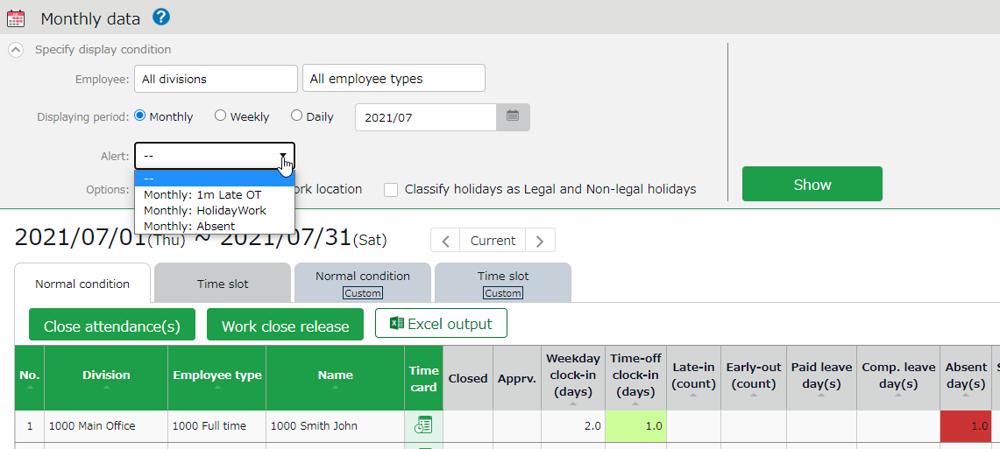 Monthly data ?
Specify display condition
Employee: All divisions All employee types
Displaying period: Monthly Weekly Daily 2021/07
Alert: --
--
Monthly: 1m Late OT
Monthly: HolidayWork
Monthly: Absent
Options: location Classify holidays as Legal and Non-legal holidays
Show
2021/07/01(Thu) ~ 2021/07/31(Sat) < Current >
Normal condition Time slot Normal condition Custom Time slot Custom
Close attendance(s) Work close release Excel output
No. Division Employee type Name Time card Closed Apprv. Weekday clock-in (days) Time-off clock-in (days) Late-in (count) Early-out (count) Paid leave day(s) Comp. leave day(s) Absent day(s)
1 1000 Main Office 1000 Full time 1000 Smith John 2.0 1.0 1.0